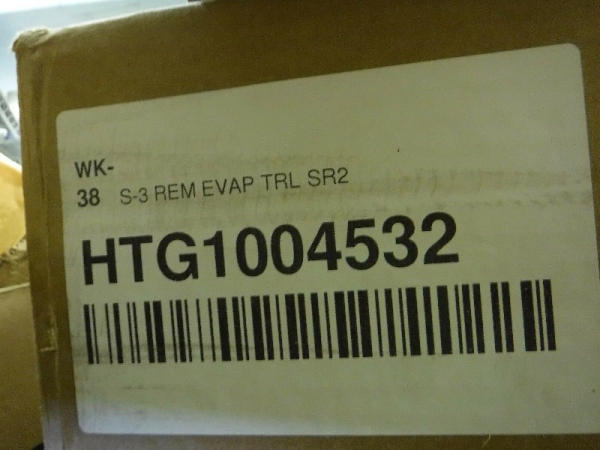 WK-
38 S-3 REM EVAP TRL SR2
HTG1004532